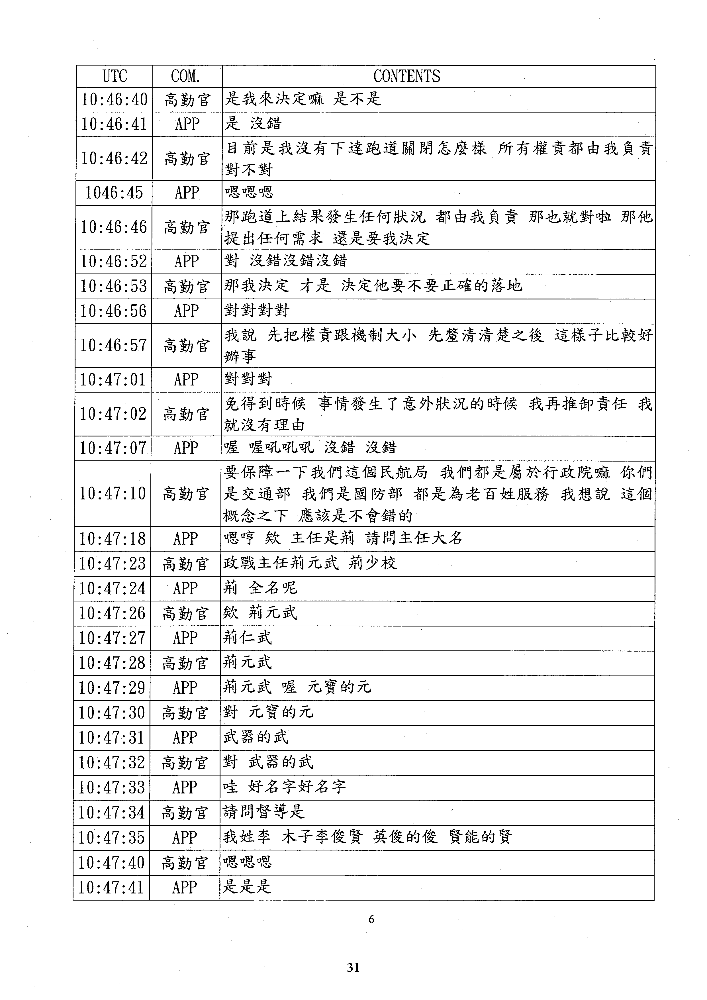 UTC COM. CONTENTS
10:46:40 高勤官 是我來決定嘛 是不是
10:46:41 APP 是 沒錯
10:46:42 高勤官 目前是我沒有下達跑道關閉怎麼樣 所有權責都由我負責
對不對
1046:45 APP 嗯嗯嗯
10:46:46 高勤官 那跑道上結果發生任何狀況 都由我負責 那也就對啦 那他
提出任何需求 還是要我決定
10:46:52 APP 對 沒錯沒錯沒錯
10:46:53 高勤官 那我決定 才是 決定他要不要正確的落地
10:46:56 APP 對對對對
10:46:57 高勤官 我說 先把權責跟機制大小 先釐清清楚之後 這樣子比較好
辦事
10:47:01 APP 對對對
10:47:02 高勤官 免得到時候 事情發生了意外狀況的時候 我再推卸責任 我
就沒有理由
10:47:07 APP 喔 喔吼吼吼 沒錯 沒錯
10:47:10 高勤官 要保障一下我們這個民航局 我們都是屬於行政院嘛 你們
是交通部 我們是國防部 都是為老百姓服務 我想說 這個
概念之下 應該是不會錯的
10:47:18 APP 嗯哼 欸 主任是荊 請問主任大名
10:47:23 高勤官 政戰主任荊元武 荊少校
10:47:24 APP 荊 全名呢
10:47:26 高勤官 欸 荊元武
10:47:27 APP 荊仁武
10:47:28 高勤官 荊元武
10:47:29 APP 荊元武 喔 元寶的元
10:47:30 高勤官 對 元寶的元
10:47:31 APP 武器的武
10:47:32 高勤官 對 武器的武
10:47:33 APP 哇 好名字好名字
10:47:34 高勤官 請問督導是
10:47:35 APP 我姓李 木子李俊賢 英俊的俊 賢能的賢
10:47:40 高勤官 嗯嗯嗯
10:47:41 APP 是是是
6
31